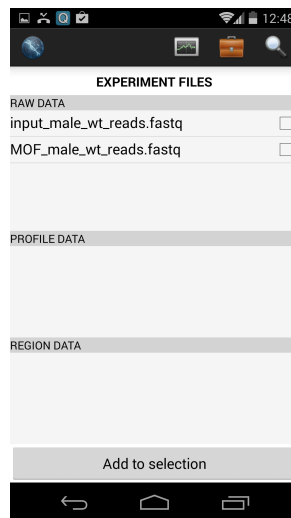 12:48
EXPERIMENT FILES
RAW DATA
input_male_wt_reads.fastq
MOF_male_wt_reads.fastq
PROFILE DATA
REGION DATA
Add to selection